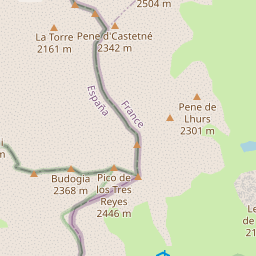 2504 m
La Torre
2161 m
Pene d'Castetné
2342 m
España
France
Pene de
Lhurs
2301 m
Budogia
2368 m
Pico de
los Tres
Reyes
2446 m